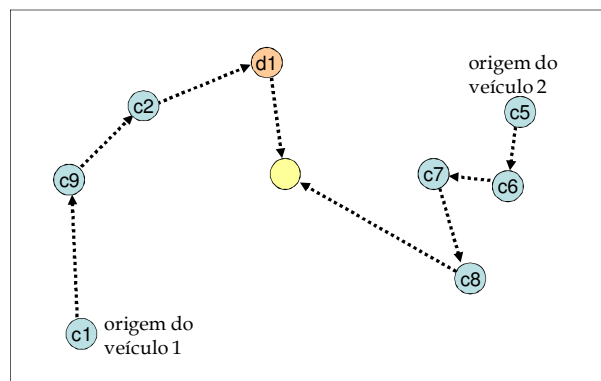 d1
origem do
veículo 2
c2
c5
c9
c7
c6
c8
c1
origem do
veículo 1